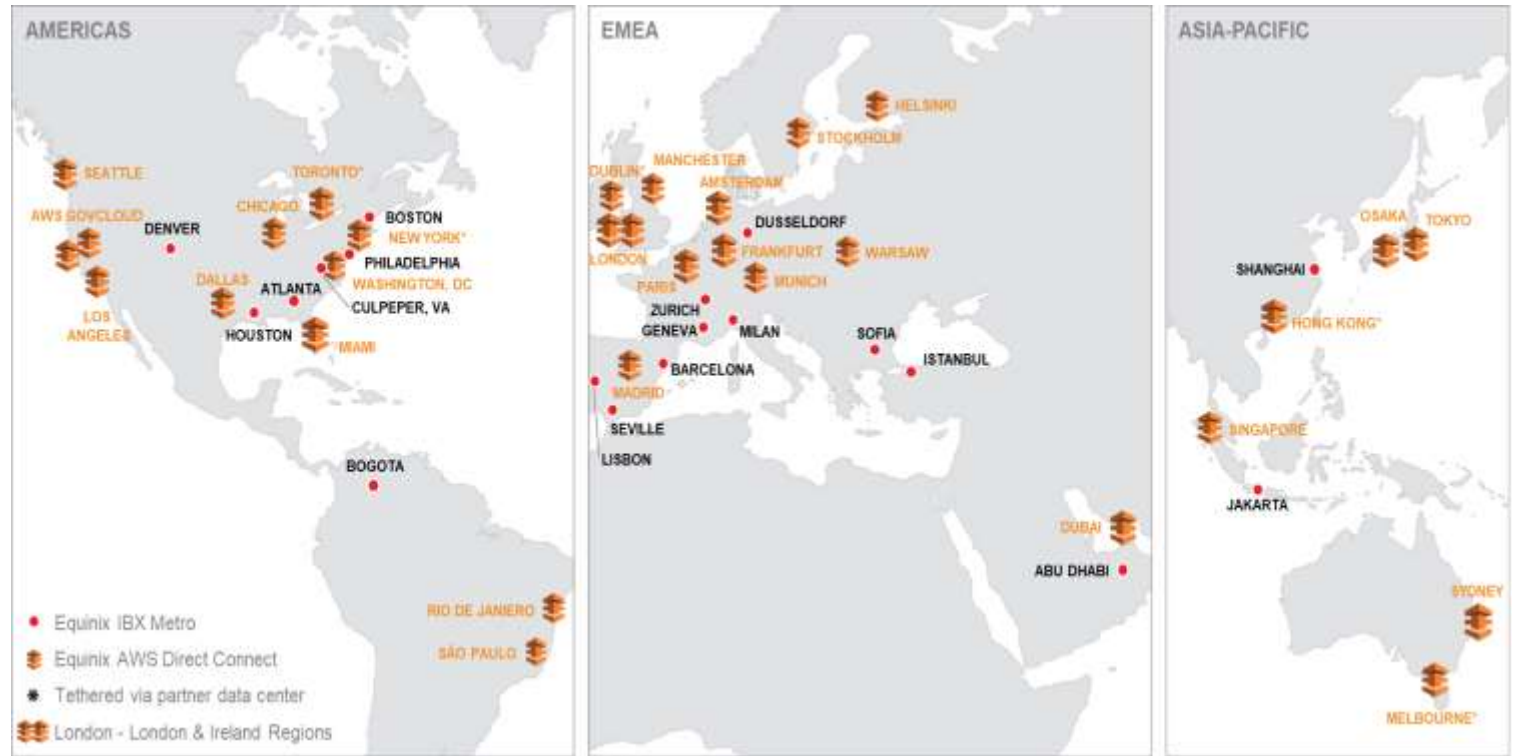 AMERICAS
SEATTLE
AWS GOVCLOUD
DENVER
CHICAGO
TORONTO*
BOSTON
NEW YORK*
PHILADELPHIA
WASHINGTON, DC
CULPEPER, VA
DALLAS
ATLANTA
HOUSTON
LOS
ANGELES
MIAMI
BOGOTA
RIO DE JANIERO
SÃO PAULO
Equinix IBX Metro
Equinix AWS Direct Connect
Tethered via partner data center
London - London & Ireland Regions
EMEA
HELSINKI
STOCKHOLM
DUBLIN*
MANCHESTER
AMSTERDAM
DUSSELDORF
LONDON
FRANKFURT
WARSAW
PARIS
MUNICH
ZURICH
GENEVA
MILAN
SOFIA
ISTANBUL
BARCELONA
MADRID
SEVILLE
LISBON
DUBAI
ABU DHABI
ASIA-PACIFIC
OSAKA
TOKYO
SHANGHAI
HONG KONG*
SINGAPORE
JAKARTA
SYDNEY
MELBOURNE*